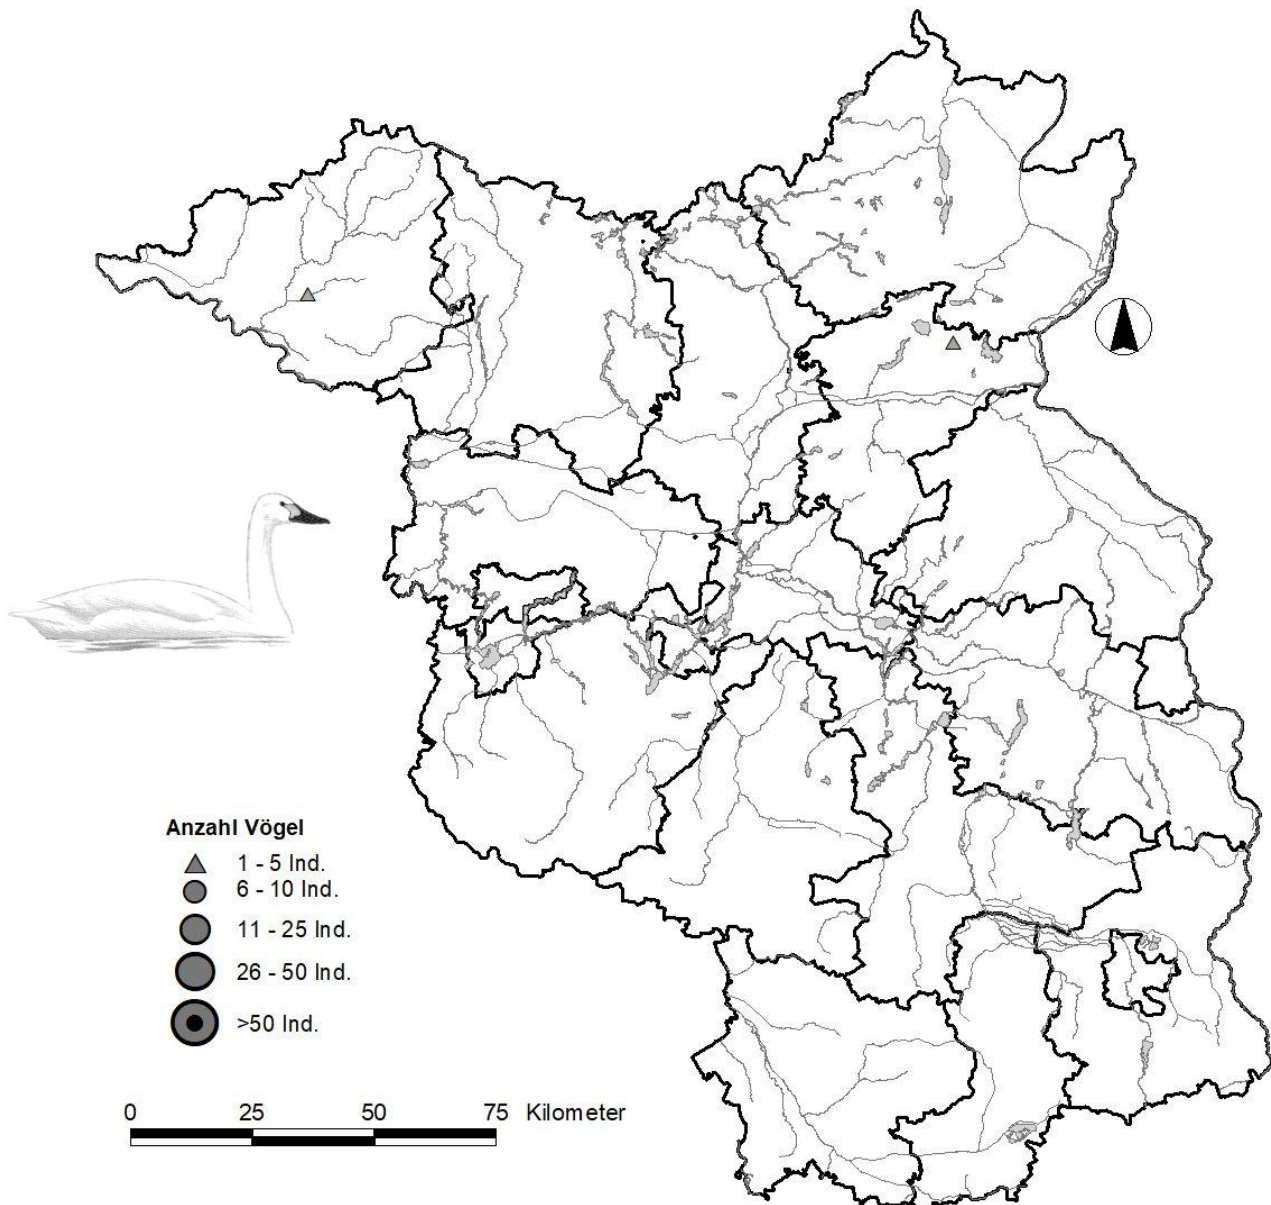 Anzahl Vögel
1 - 5 Ind.
6 - 10 Ind.
11 - 25 Ind.
26 - 50 Ind.
>50 Ind.
0 25 50 75 Kilometer